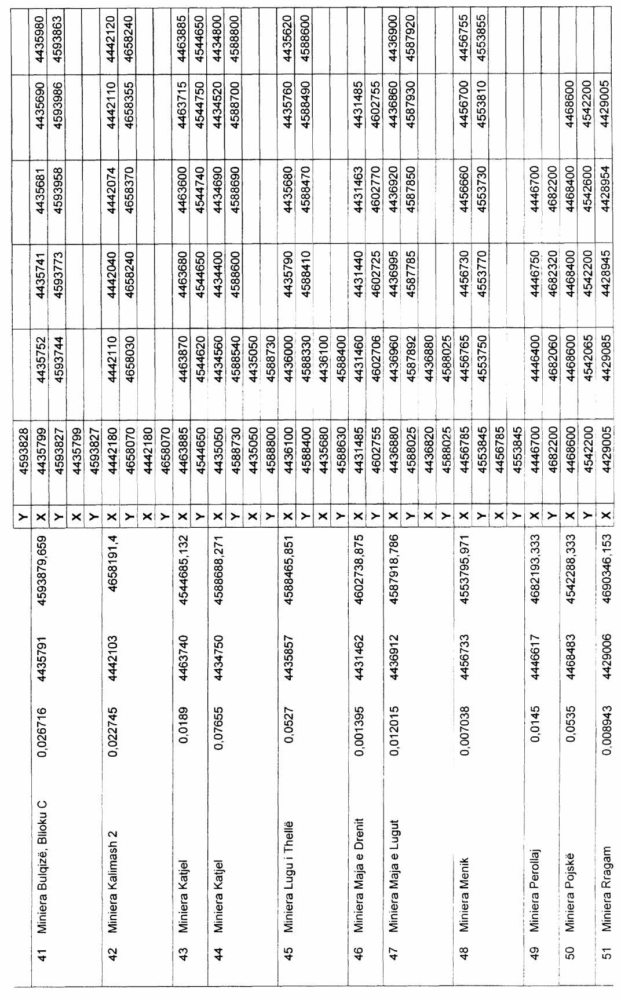 Y 4593828
41 Miniera Bulqizë, Blloku C 0,026716 4435791 4593879,659 X 4435799 4435752 4435741 4435681 4435690 4435980
Y 4593827 4593744 4593773 4593958 4593986 4593863
X 4435799
Y 4593827
42 Miniera Kalimash 2 0,022745 4442103 4658191,4 X 4442180 4442110 4442040 4442074 4442110 4442120
Y 4658070 4658030 4658240 4658370 4658355 4658240
X 4442180
Y 4658070
43 Miniera Katjel 0,0189 4463740 4544685,132 X 4463885 4463870 4463680 4463600 4463715 4463885
Y 4544650 4544620 4544650 4544740 4544750 4544650
44 Miniera Katjel 0,07655 4434750 4588688,271 X 4435050 4434560 4434400 4434690 4434520 4434800
Y 4588730 4588540 4588600 4588690 4588700 4588800
X 4435050 4435050
Y 4588800 4588730
45 Miniera Lugu i Thellë 0,0527 4435857 4588465,851 X 4436100 4436000 4435790 4435680 4435760 4435620
Y 4588400 4588330 4588410 4588470 4588490 4588600
X 4435680 4436100
Y 4588630 4588400
46 Miniera Maja e Drenit 0,001395 4431462 4602738,875 X 4431485 4431460 4431440 4431463 4431485
Y 4602755 4602706 4602725 4602770 4602755
47 Miniera Maja e Lugut 0,012015 4436912 4587918,786 X 4436880 4436960 4436995 4436920 4436860 4436900
Y 4588025 4587892 4587785 4587850 4587930 4587920
X 4436820 4436880
Y 4588025 4588025
48 Miniera Menik 0,007038 4456733 4553795,971 X 4456785 4456765 4456730 4456660 4456700 4456755
Y 4553845 4553750 4553770 4553730 4553810 4553855
X 4456785
Y 4553845
49 Miniera Perollaj 0,0145 4446617 4682193,333 X 4446700 4446400 4446750 4446700
Y 4682200 4682060 4682320 4682200
50 Miniera Pojskë 0,0535 4468483 4542288,333 X 4468600 4468600 4468400 4468400 4468600
Y 4542200 4542065 4542200 4542600 4542200
51 Miniera Rragam 0,008943 4429006 4690346,153 X 4429005 4429085 4428945 4428954 4429005